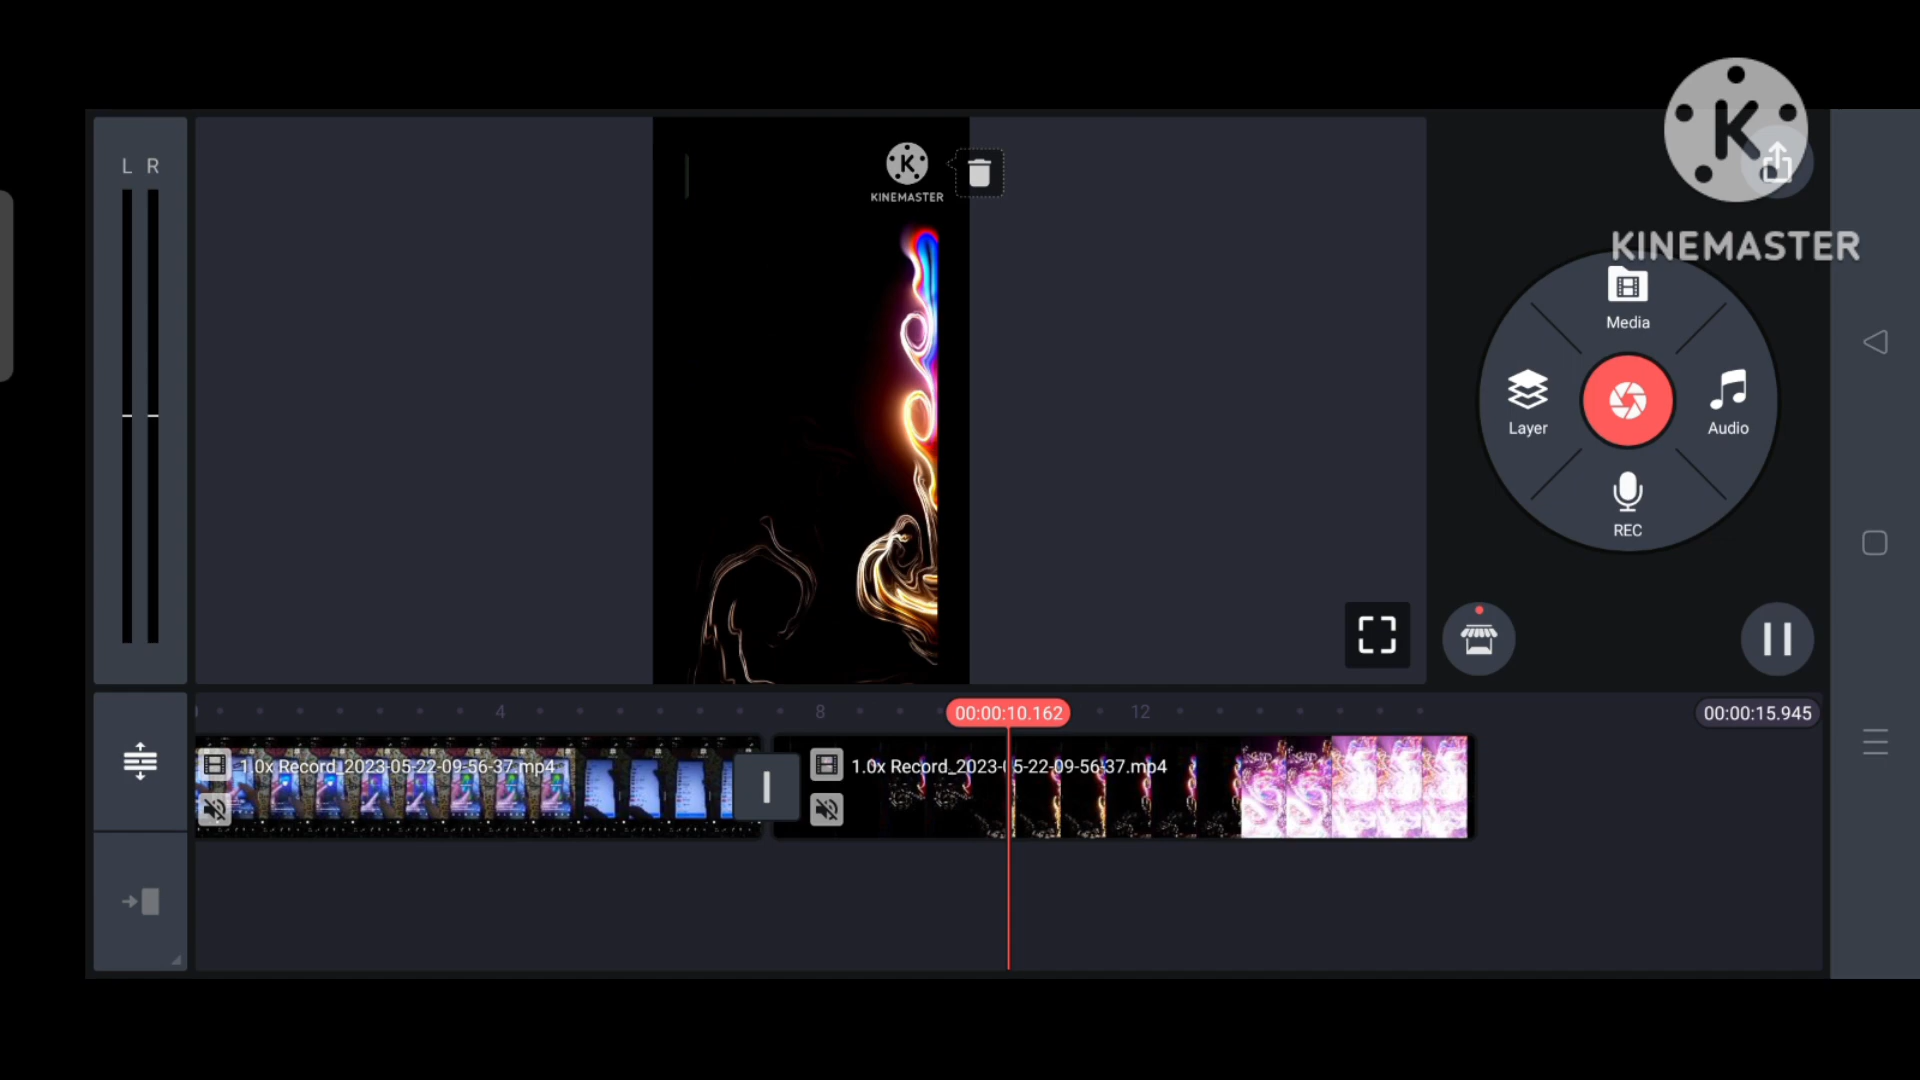 L R
KINEMASTER
KINEMASTER
Media
Layer
Audio
REC
4
8
00:00:10.162
12
00:00:15.945
1.0x Record_2023-05-22-09-56-37.mp4
1.0x Record_2023-05-22-09-56-37.mp4